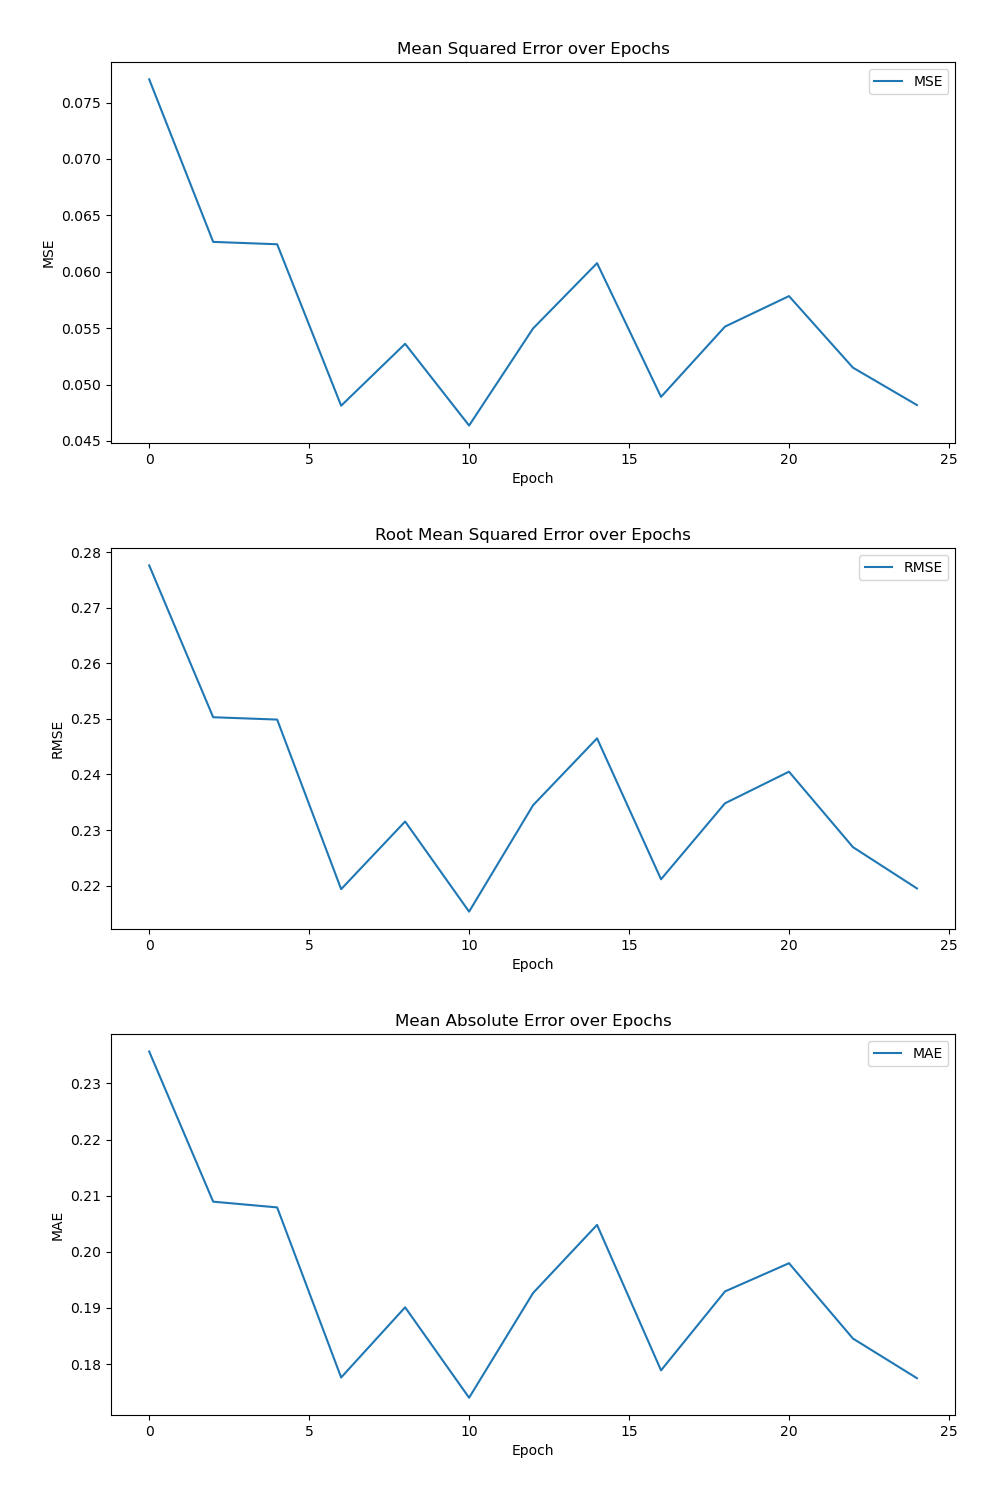 Mean Squared Error over Epochs
MSE
0.075
0.070
0.065
0.060
0.055
0.050
0.045
MSE
0 5 10 15 20 25
Epoch
Root Mean Squared Error over Epochs
RMSE
0.28
0.27
0.26
0.25
0.24
0.23
0.22
RMSE
0 5 10 15 20 25
Epoch
Mean Absolute Error over Epochs
MAE
0.23
0.22
0.21
0.20
0.19
0.18
MAE
0 5 10 15 20 25
Epoch